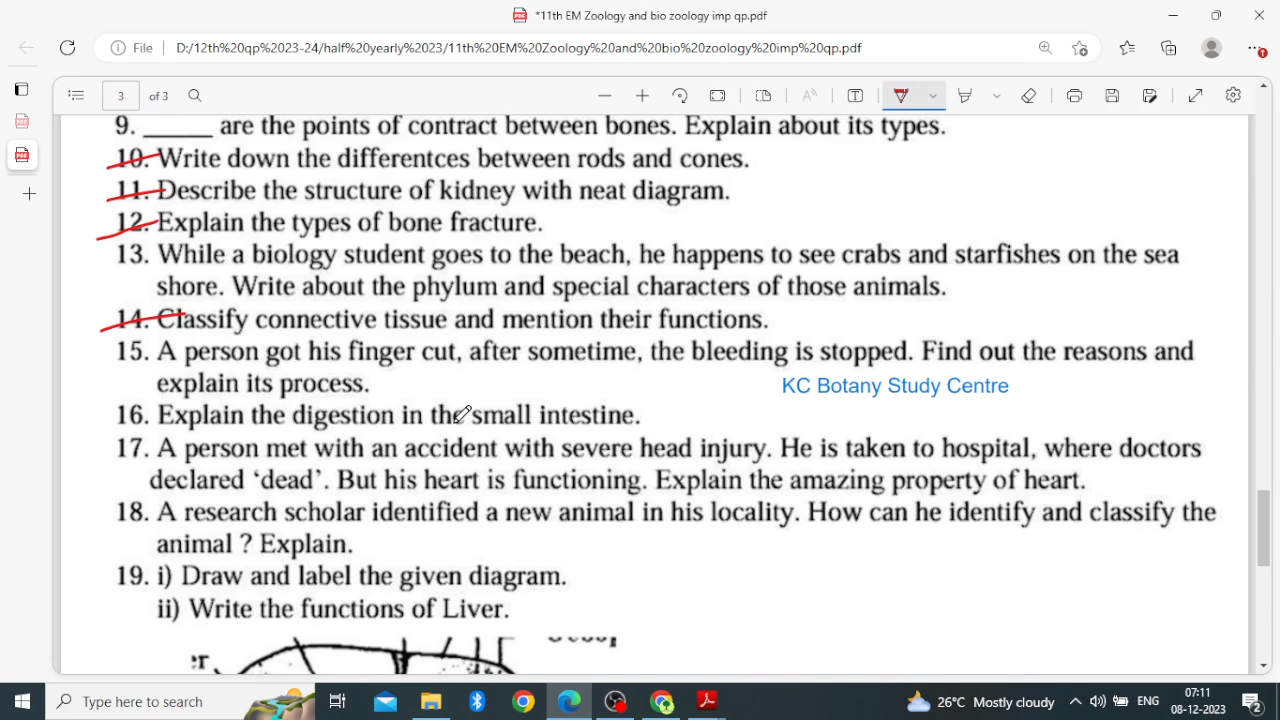 *11th EM Zoology and bio zoology imp qp.pdf
File D:/12th%20qp%202023-24/half%20yearly%202023/11th%20EM%20Zoology%20and%20bio%20zoology%20imp%20qp.pdf
3 of 3
9. _____ are the points of contract between bones. Explain about its types.
10. Write down the differentces between rods and cones.
11. Describe the structure of kidney with neat diagram.
12. Explain the types of bone fracture.
13. While a biology student goes to the beach, he happens to see crabs and starfishes on the sea
shore. Write about the phylum and special characters of those animals.
14. Classify connective tissue and mention their functions.
15. A person got his finger cut, after sometime, the bleeding is stopped. Find out the reasons and
explain its process.
KC Botany Study Centre
16. Explain the digestion in the small intestine.
17. A person met with an accident with severe head injury. He is taken to hospital, where doctors
declared ‘dead’. But his heart is functioning. Explain the amazing property of heart.
18. A research scholar identified a new animal in his locality. How can he identify and classify the
animal ? Explain.
19. i) Draw and label the given diagram.
ii) Write the functions of Liver.
Type here to search
26°C Mostly cloudy
ENG
07:11
08-12-2023
2